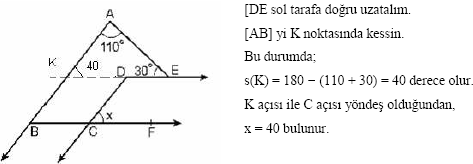 A
110°
K
40
D
30°
E
x
B
C
F
[DE sol tarafa doğru uzatalım.
[AB] yi K noktasında kessin.
Bu durumda;
s(K) = 180 − (110 + 30) = 40 derece olur.
K açısı ile C açısı yöndeş olduğundan,
x = 40 bulunur.